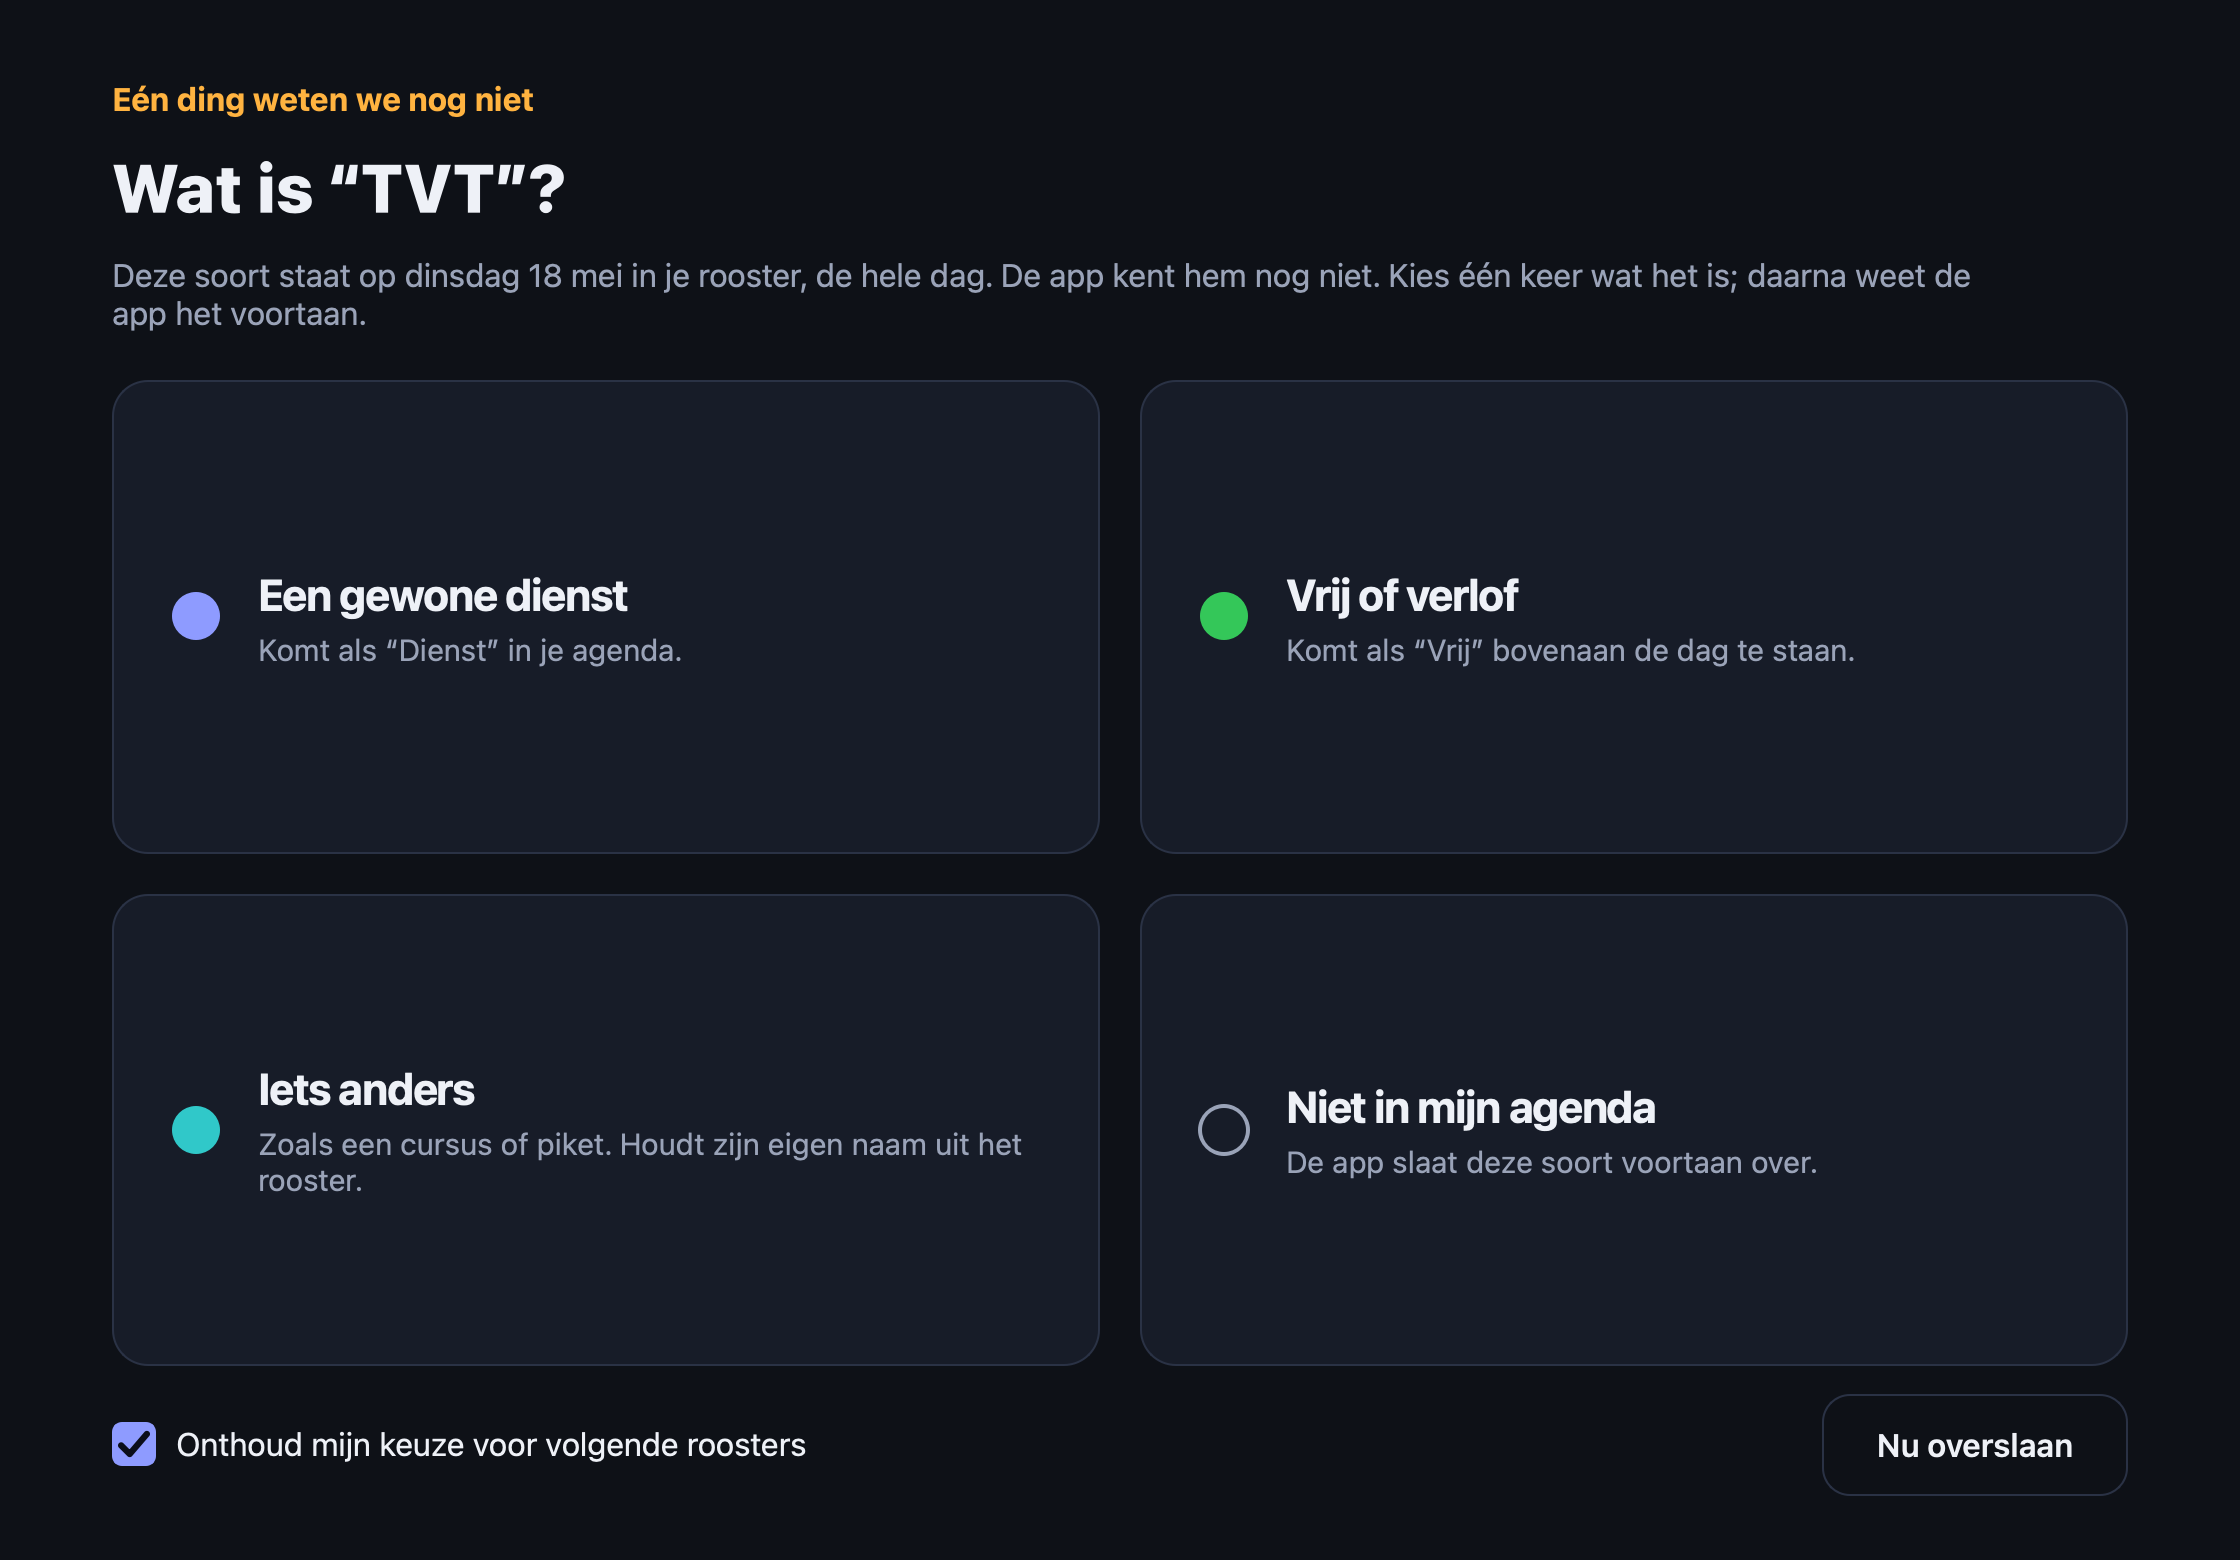 Eén ding weten we nog niet
Wat is “TVT”?
Deze soort staat op dinsdag 18 mei in je rooster, de hele dag. De app kent hem nog niet. Kies één keer wat het is; daarna weet de
app het voortaan.
Een gewone dienst
Komt als “Dienst” in je agenda.
Vrij of verlof
Komt als “Vrij” bovenaan de dag te staan.
Iets anders
Zoals een cursus of piket. Houdt zijn eigen naam uit het
rooster.
Niet in mijn agenda
De app slaat deze soort voortaan over.
Onthoud mijn keuze voor volgende roosters
Nu overslaan